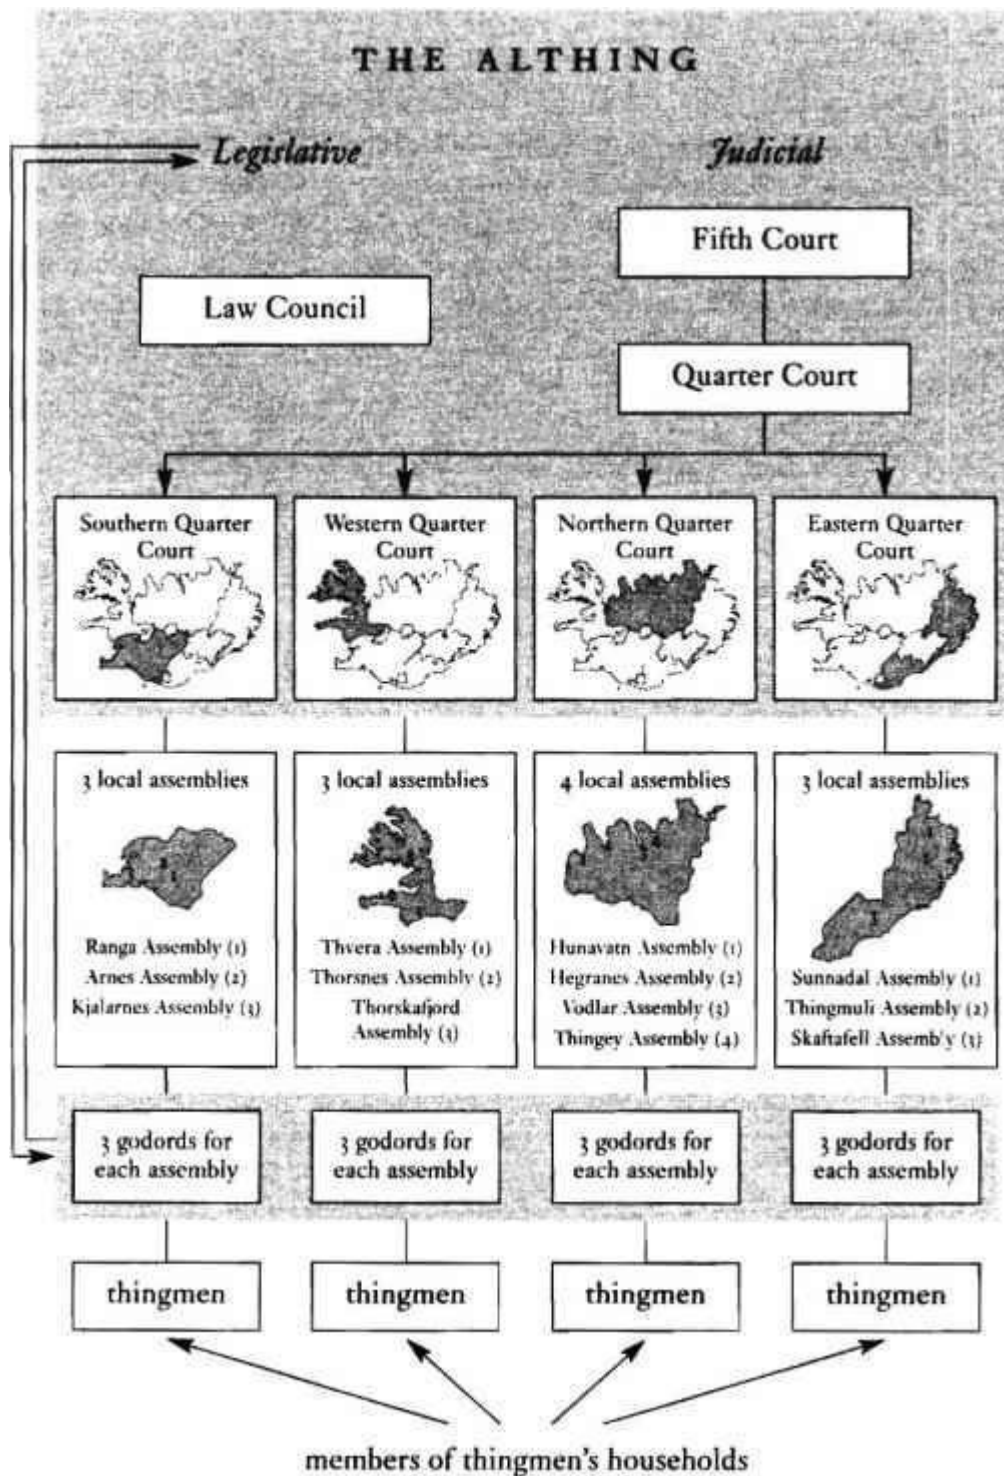 THE ALTHING
Legislative
Judicial
Fifth Court
Law Council
Quarter Court
Southern Quarter
Court
Western Quarter
Court
Northern Quarter
Court
Eastern Quarter
Court
3 local assemblies
Ranga Assembly (1)
Arnes Assembly (2)
Kjalarnes Assembly (3)
3 local assemblies
Thvera Assembly (1)
Thorsnes Assembly (2)
Thorskafjord
Assembly (3)
4 local assemblies
Hunavatn Assembly (1)
Hegranes Assembly (2)
Vodlar Assembly (3)
Thingey Assembly (4)
3 local assemblies
Sunnadal Assembly (1)
Thingmuli Assembly (2)
Skaftafell Assembly (3)
3 godords for
each assembly
3 godords for
each assembly
3 godords for
each assembly
3 godords for
each assembly
thingmen
thingmen
thingmen
thingmen
members of thingmen's households